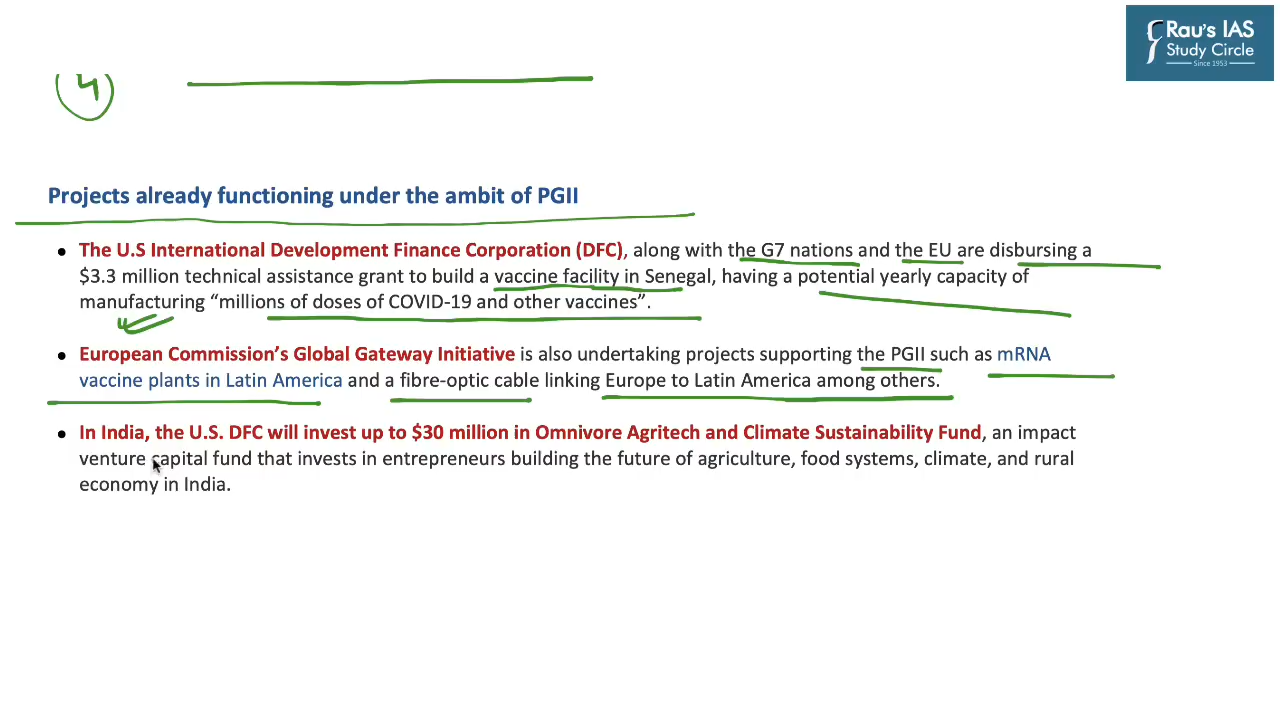 Rau's IAS
Study Circle
Since 1953
4
Projects already functioning under the ambit of PGII
• The U.S International Development Finance Corporation (DFC), along with the G7 nations and the EU are disbursing a
$3.3 million technical assistance grant to build a vaccine facility in Senegal, having a potential yearly capacity of
manufacturing “millions of doses of COVID-19 and other vaccines”.
• European Commission’s Global Gateway Initiative is also undertaking projects supporting the PGII such as mRNA
vaccine plants in Latin America and a fibre-optic cable linking Europe to Latin America among others.
• In India, the U.S. DFC will invest up to $30 million in Omnivore Agritech and Climate Sustainability Fund, an impact
venture capital fund that invests in entrepreneurs building the future of agriculture, food systems, climate, and rural
economy in India.